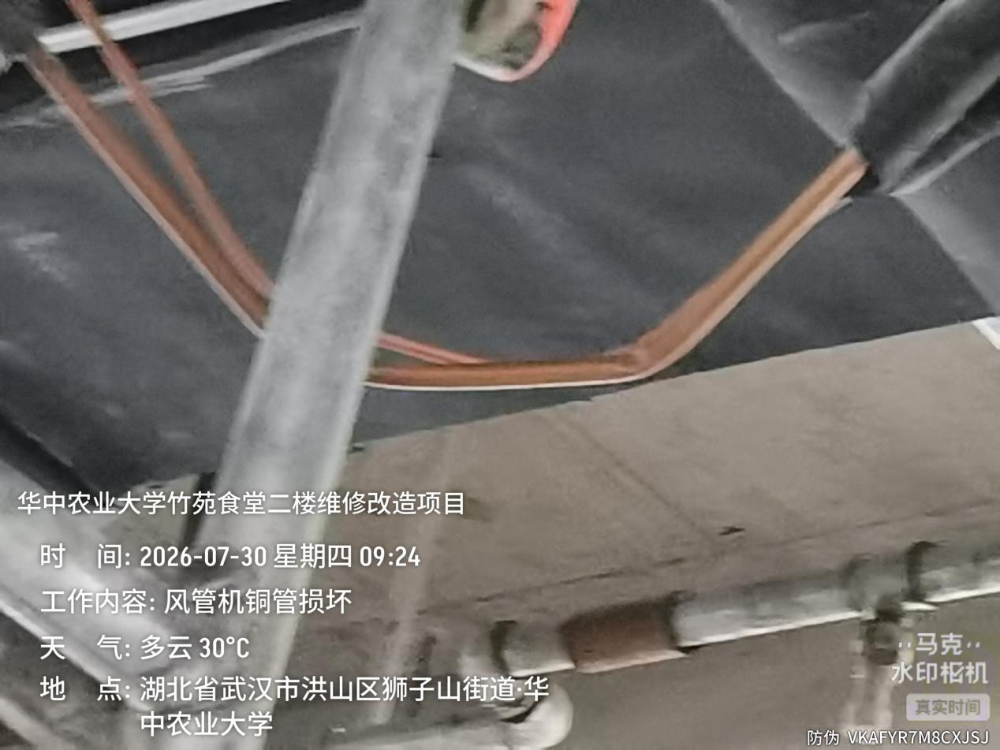 华中农业大学竹苑食堂二楼维修改造项目
时 间: 2026-07-30 星期四 09:24
工作内容: 风管机铜管损坏
天 气: 多云 30℃
地 点: 湖北省武汉市洪山区狮子山街道·华
中农业大学
马克
水印相机
真实时间
防伪 VKAFYR7M8CXJSJ